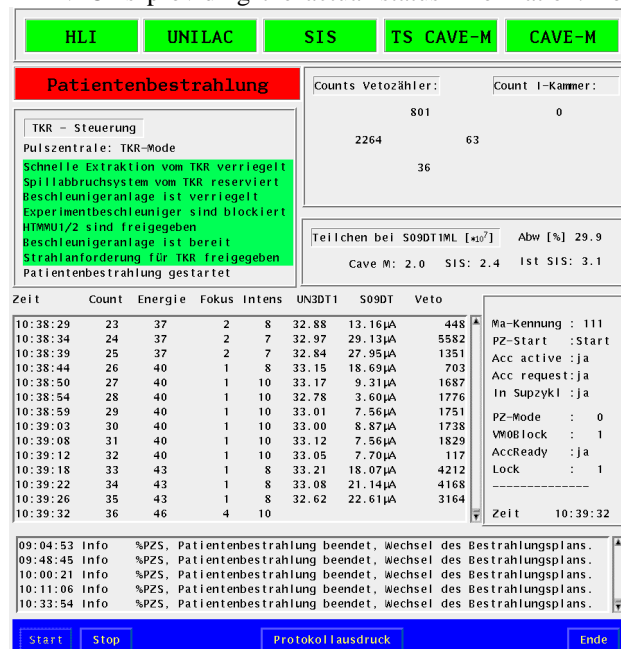 HLI UNILAC SIS TS CAVE-M CAVE-M
Patientenbestrahlung
Counts Vetozähler: Count I-Kammer:
801 0
2264 63
36
TKR - Steuerung
Pulszentrale: TKR-Mode
Schnelle Extraktion vom TKR verriegelt
Spillabbruchsystem vom TKR reserviert
Beschleunigeranlage ist verriegelt
Experimentbeschleuniger sind blockiert
HTMMU1/2 sind freigegeben
Beschleunigeranlage ist bereit
Strahlanforderung für TKR freigegeben
Patientenbestrahlung gestartet
Teilchen bei S09DT1ML [*10⁷] Abw [%] 29.9
Cave M: 2.0 SIS: 2.4 Ist SIS: 3.1
Zeit Count Energie Fokus Intens UN3DT1 S09DT Veto
10:38:29 23 37 2 8 32.88 13.16µA 448
10:38:34 24 37 2 7 32.97 29.13µA 5582
10:38:39 25 37 2 7 32.84 27.95µA 1351
10:38:44 26 40 1 8 33.15 18.69µA 703
10:38:50 27 40 1 10 33.17 9.31µA 1687
10:38:54 28 40 1 10 32.78 3.60µA 1776
10:38:59 29 40 1 10 33.01 7.56µA 1751
10:39:03 30 40 1 10 33.00 8.87µA 1738
10:39:08 31 40 1 10 33.12 7.56µA 1829
10:39:12 32 40 1 10 33.05 7.70µA 117
10:39:18 33 43 1 8 33.21 18.07µA 4212
10:39:22 34 43 1 8 33.08 21.14µA 4168
10:39:26 35 43 1 8 32.62 22.61µA 3164
10:39:32 36 46 4 10
Ma-Kennung : 111
PZ-Start :Start
Acc active :ja
Acc request:ja
In Supzykl :ja
PZ-Mode : 0
VMOBlock : 1
AccReady :ja
Lock : 1
--------------
Zeit 10:39:32
09:04:53 Info %PZS, Patientenbestrahlung beendet, Wechsel des Bestrahlungsplans.
09:48:45 Info %PZS, Patientenbestrahlung beendet, Wechsel des Bestrahlungsplans.
10:00:21 Info %PZS, Patientenbestrahlung beendet, Wechsel des Bestrahlungsplans.
10:11:06 Info %PZS, Patientenbestrahlung beendet, Wechsel des Bestrahlungsplans.
10:33:54 Info %PZS, Patientenbestrahlung beendet, Wechsel des Bestrahlungsplans.
Start Stop Protokollausdruck Ende